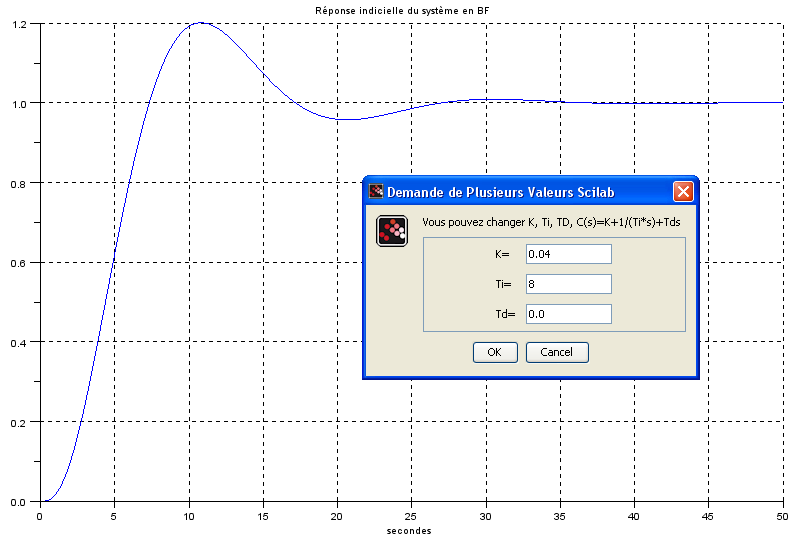 Réponse indicielle du système en BF
1.2
1.0
0.8
0.6
0.4
0.2
0.0
0 5 10 15 20 25 30 35 40 45 50
secondes
Demande de Plusieurs Valeurs Scilab
Vous pouvez changer K, Ti, TD, C(s)=K+1/(Ti*s)+Tds
K= 0.04
Ti= 8
Td= 0.0
OK Cancel